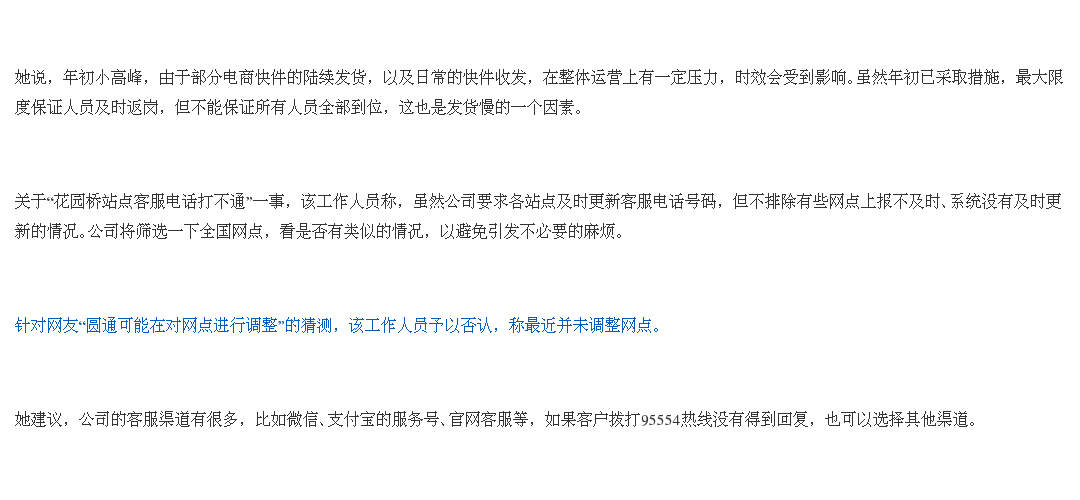 她说，年初小高峰，由于部分电商快件的陆续发货，以及日常的快件收发，在整体运营上有一定压力，时效会受到影响。虽然年初已采取措施，最大限
度保证人员及时返岗，但不能保证所有人员全部到位，这也是发货慢的一个因素。
关于“花园桥站点客服电话打不通”一事，该工作人员称，虽然公司要求各站点及时更新客服电话号码，但不排除有些网点上报不及时、系统没有及时更
新的情况。公司将筛选一下全国网点，看是否有类似的情况，以避免引发不必要的麻烦。
针对网友“圆通可能在对网点进行调整”的猜测，该工作人员予以否认，称最近并未调整网点。
她建议，公司的客服渠道有很多，比如微信、支付宝的服务号、官网客服等，如果客户拨打95554热线没有得到回复，也可以选择其他渠道。